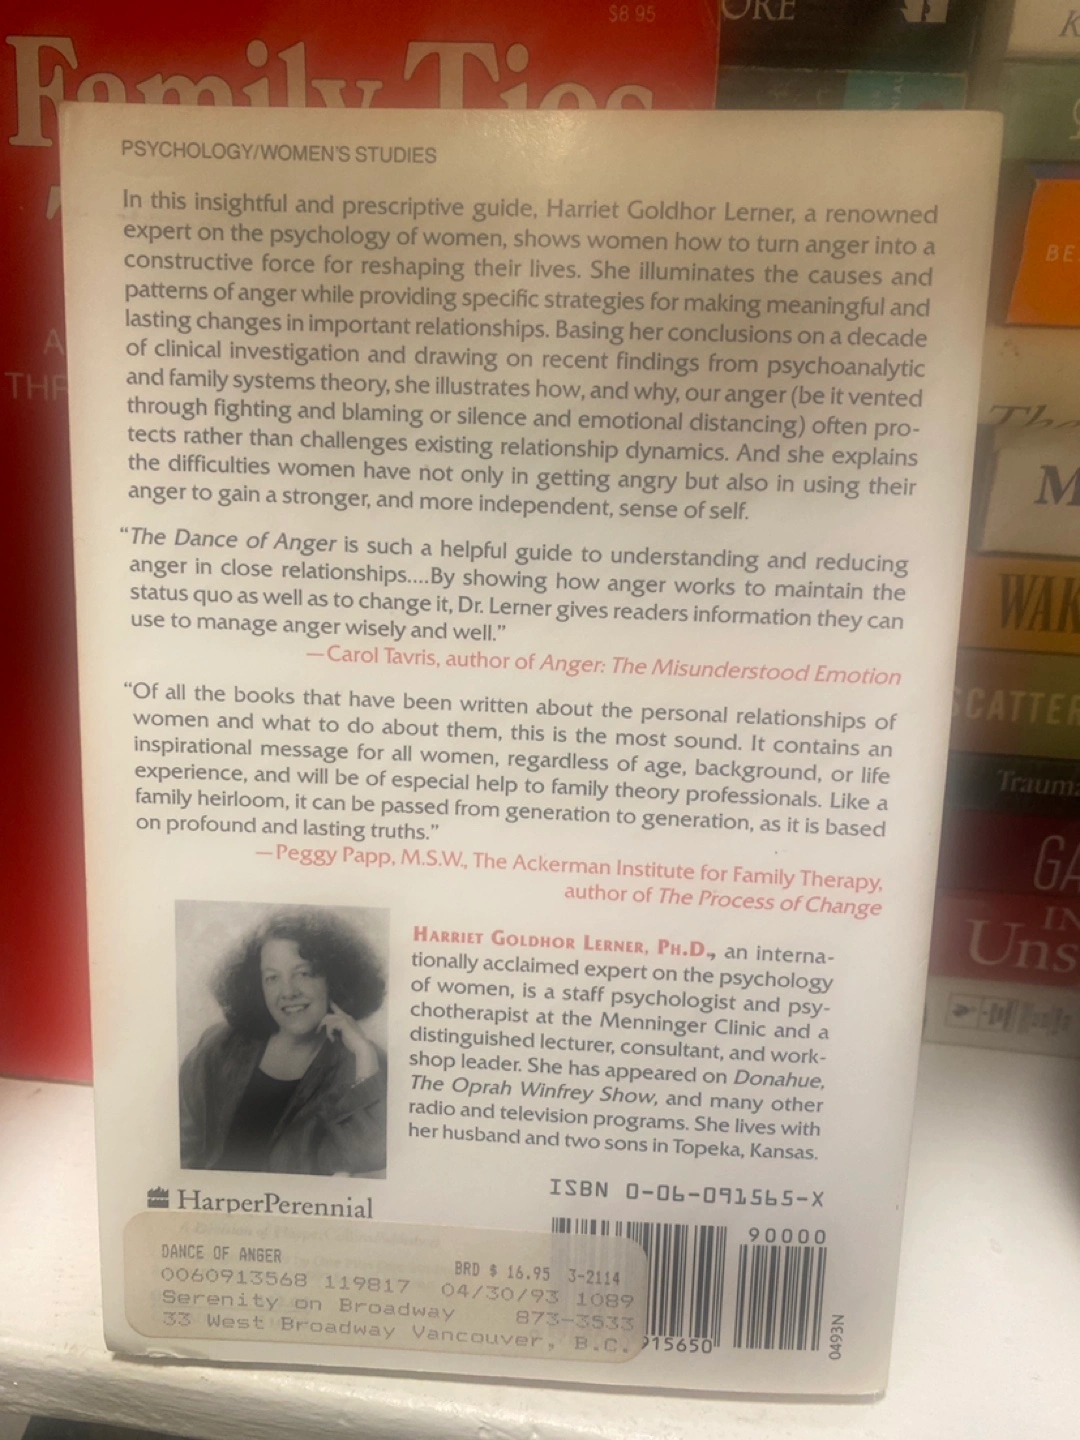 $8.95
ORE
Family Ties
PSYCHOLOGY/WOMEN'S STUDIES
In this insightful and prescriptive guide, Harriet Goldhor Lerner, a renowned
expert on the psychology of women, shows women how to turn anger into a
constructive force for reshaping their lives. She illuminates the causes and
patterns of anger while providing specific strategies for making meaningful and
lasting changes in important relationships. Basing her conclusions on a decade
of clinical investigation and drawing on recent findings from psychoanalytic
and family systems theory, she illustrates how, and why, our anger (be it vented
through fighting and blaming or silence and emotional distancing) often pro-
tects rather than challenges existing relationship dynamics. And she explains
the difficulties women have not only in getting angry but also in using their
anger to gain a stronger, and more independent, sense of self.
“The Dance of Anger is such a helpful guide to understanding and reducing
anger in close relationships....By showing how anger works to maintain the
status quo as well as to change it, Dr. Lerner gives readers information they can
use to manage anger wisely and well.”
—Carol Tavris, author of Anger: The Misunderstood Emotion
“Of all the books that have been written about the personal relationships of
women and what to do about them, this is the most sound. It contains an
inspirational message for all women, regardless of age, background, or life
experience, and will be of especial help to family theory professionals. Like a
family heirloom, it can be passed from generation to generation, as it is based
on profound and lasting truths.”
—Peggy Papp, M.S.W., The Ackerman Institute for Family Therapy,
author of The Process of Change
HARRIET GOLDHOR LERNER, PH.D., an interna-
tionally acclaimed expert on the psychology
of women, is a staff psychologist and psy-
chotherapist at the Menninger Clinic and a
distinguished lecturer, consultant, and work-
shop leader. She has appeared on Donahue,
The Oprah Winfrey Show, and many other
radio and television programs. She lives with
her husband and two sons in Topeka, Kansas.
HarperPerennial
ISBN 0-06-091565-X
90000
DANCE OF ANGER
BRD $ 16.95 3-2114
0060913568 119817 04/30/93 1089
Serenity on Broadway 873-3533
33 West Broadway Vancouver, B.C.
915650
0493N
A
THE
BE
M
WAK
SCATTER
Trauma
GA
IN
Uns